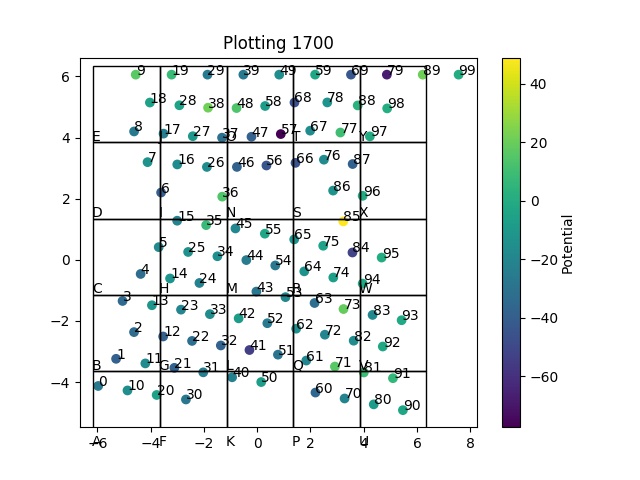 Plotting 1700
9 19 29 39 49 59 69 79 89 99
18 28 38 48 58 68 78 88 98
8 17 27 37 47 57 67 77 97
E O T Y
7 16 26 46 56 66 76 87
6 36 86 96
D I N S X
15 35 45 55 65 85
5 25 34 44 54 64 75 84 95
4 14 24 43 53 74 94
C H M R W
3 13 23 33 42 52 63 73 83 93
2 12 22 32 41 51 62 72 82 92
1 11 21 31 61 71 81 91
B G L Q V
0 10 20 30 40 50 60 70 80 90
A F K P U
6 4 2 0 −2 −4
−6 −4 −2 0 2 4 6 8
40 20 0 −20 −40 −60
Potential